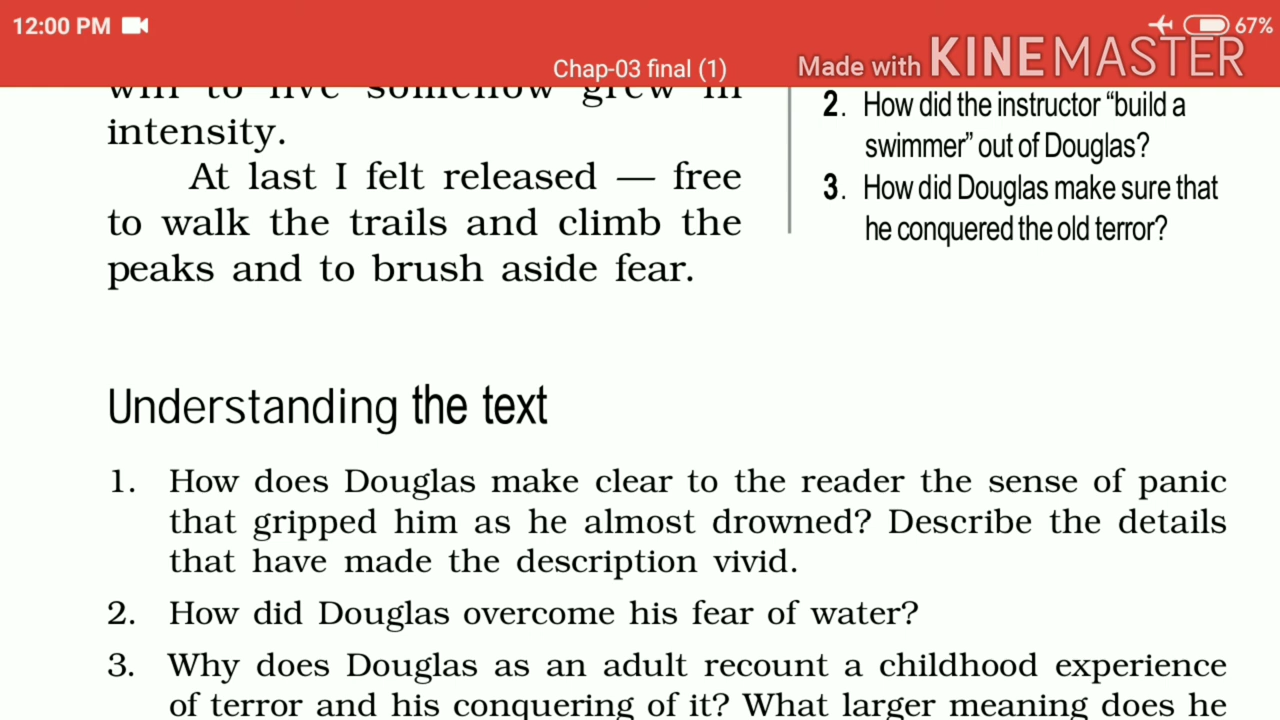 12:00 PM
67%
Chap-03 final (1)
Made with KINEMASTER
will to live somehow grew in
intensity.
At last I felt released — free
to walk the trails and climb the
peaks and to brush aside fear.
2. How did the instructor “build a
swimmer” out of Douglas?
3. How did Douglas make sure that
he conquered the old terror?
Understanding the text
1. How does Douglas make clear to the reader the sense of panic
that gripped him as he almost drowned? Describe the details
that have made the description vivid.
2. How did Douglas overcome his fear of water?
3. Why does Douglas as an adult recount a childhood experience
of terror and his conquering of it? What larger meaning does he